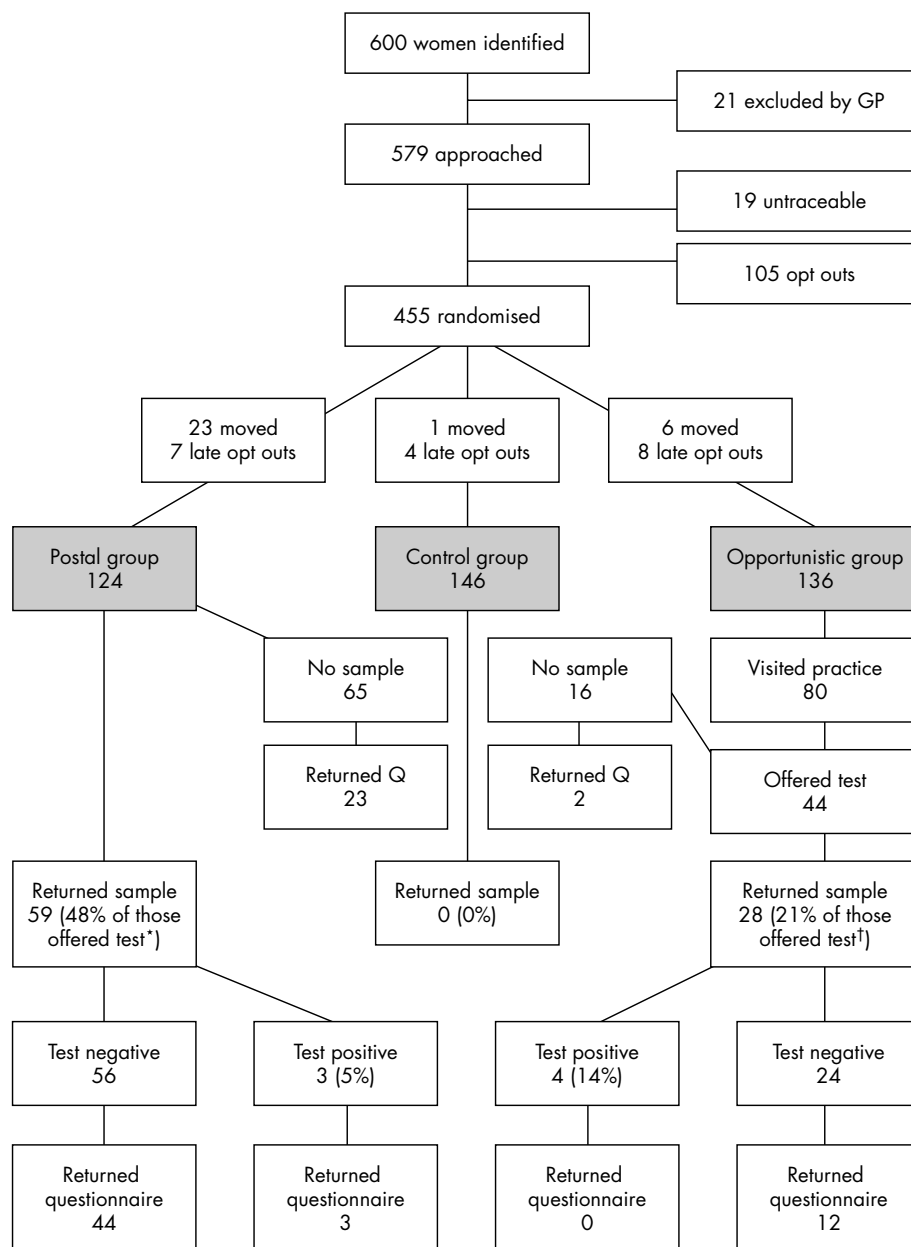 600 women identified
21 excluded by GP
579 approached
19 untraceable
105 opt outs
455 randomised
23 moved
7 late opt outs
1 moved
4 late opt outs
6 moved
8 late opt outs
Postal group
124
Control group
146
Opportunistic group
136
No sample
65
No sample
16
Visited practice
80
Returned Q
23
Returned Q
2
Offered test
44
Returned sample
59 (48% of those
offered test*)
Returned sample
0 (0%)
Returned sample
28 (21% of those
offered test†)
Test negative
56
Test positive
3 (5%)
Test positive
4 (14%)
Test negative
24
Returned
questionnaire
44
Returned
questionnaire
3
Returned
questionnaire
0
Returned
questionnaire
12